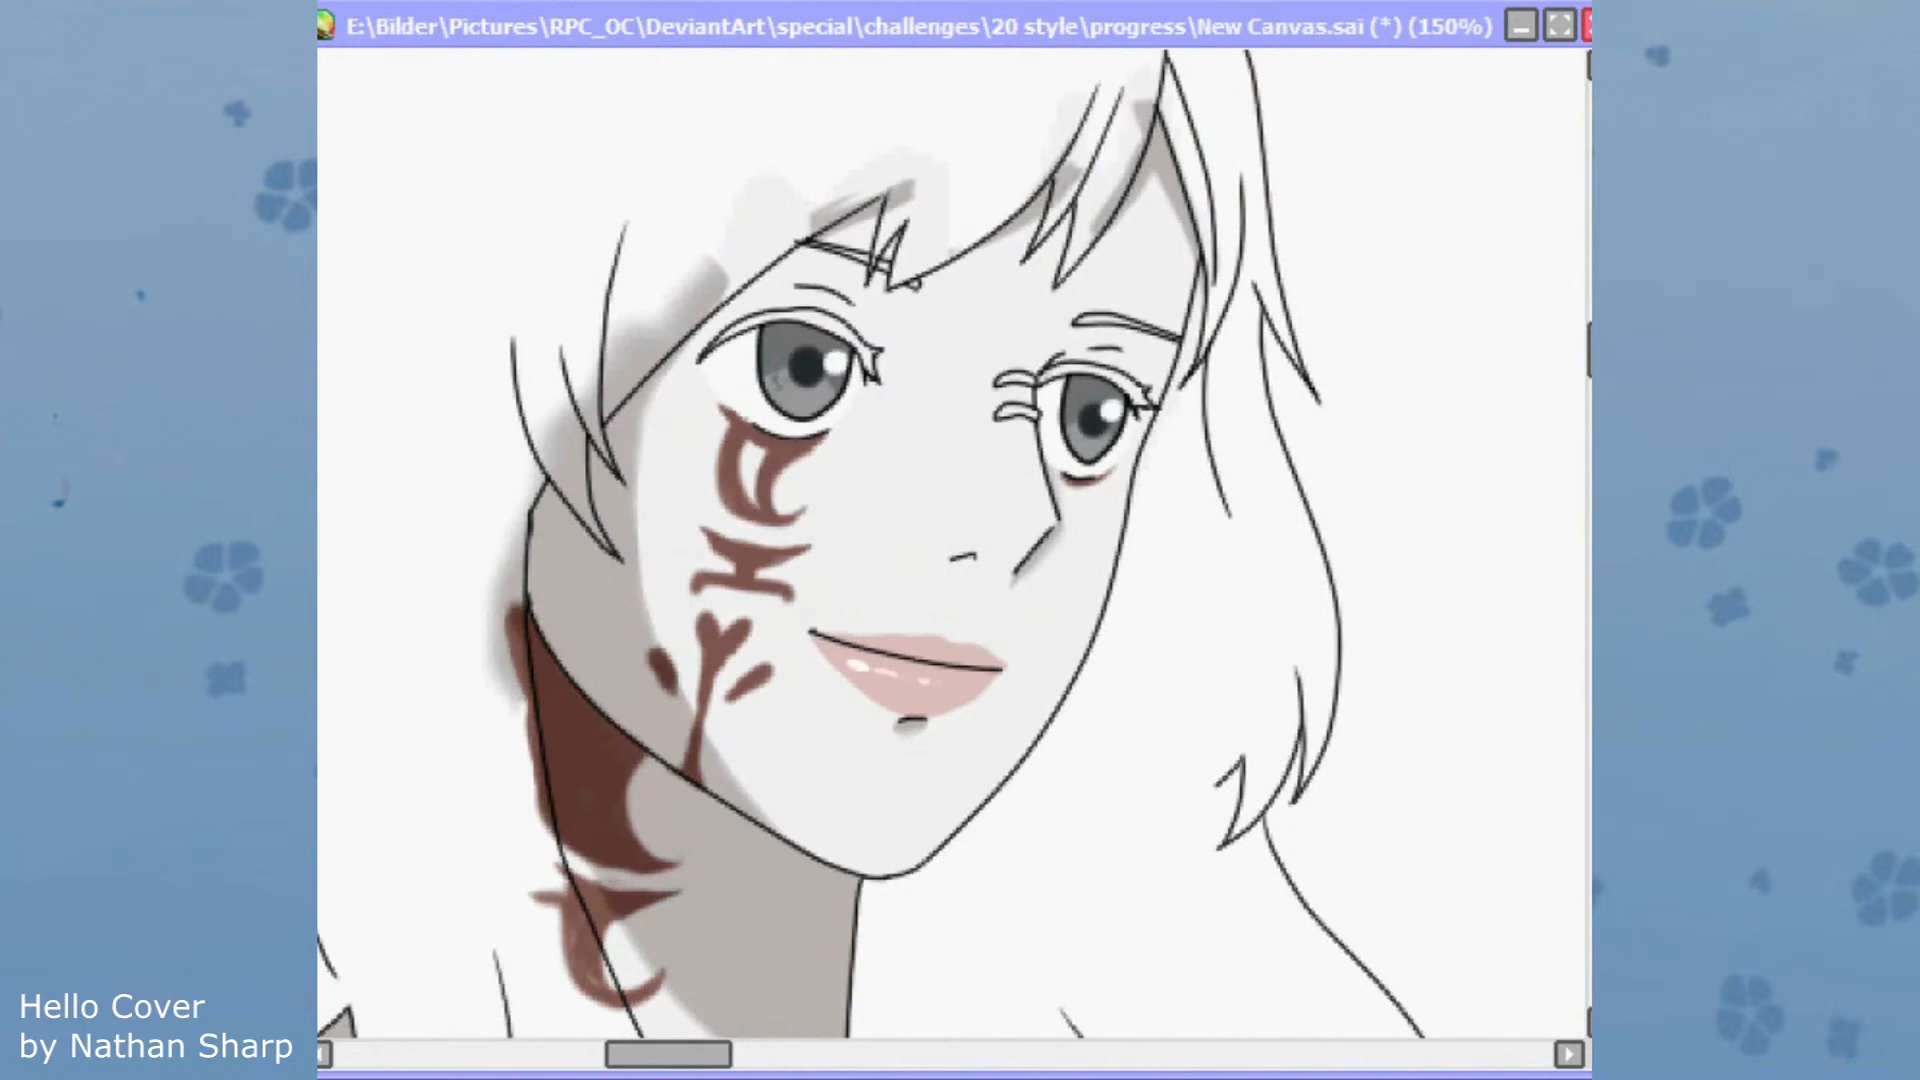 E:\Bilder\Pictures\RPC_OC\DeviantArt\special\challenges\20 style\progress\New Canvas.sai (*) (150%)
Hello Cover
by Nathan Sharp